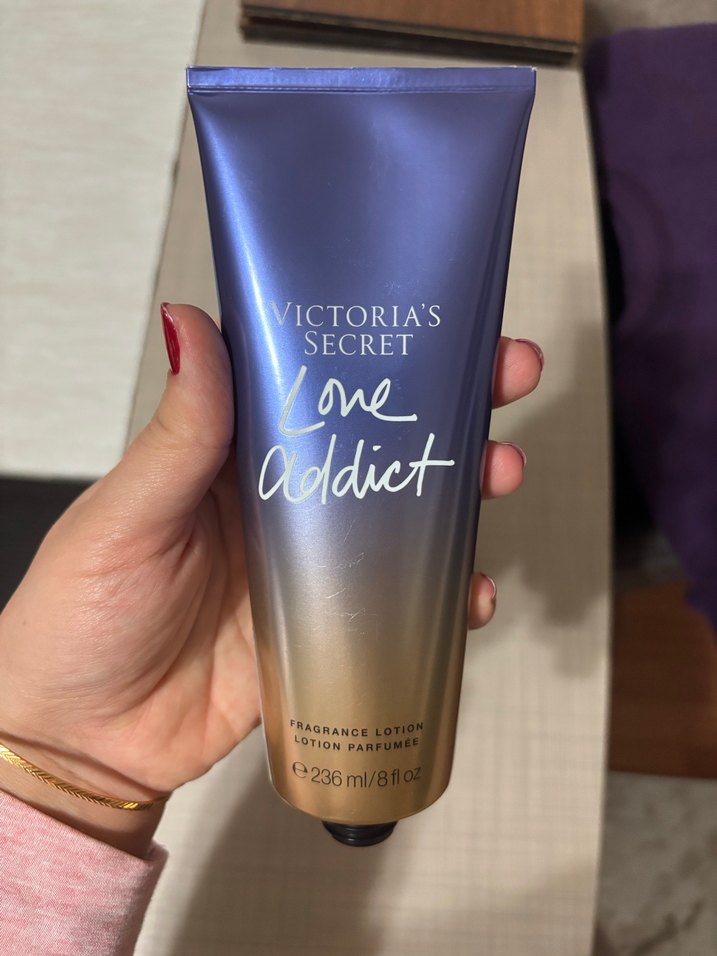 VICTORIA'S
SECRET
Love
addict
FRAGRANCE LOTION
LOTION PARFUMÉE
℮ 236 ml/8 fl oz